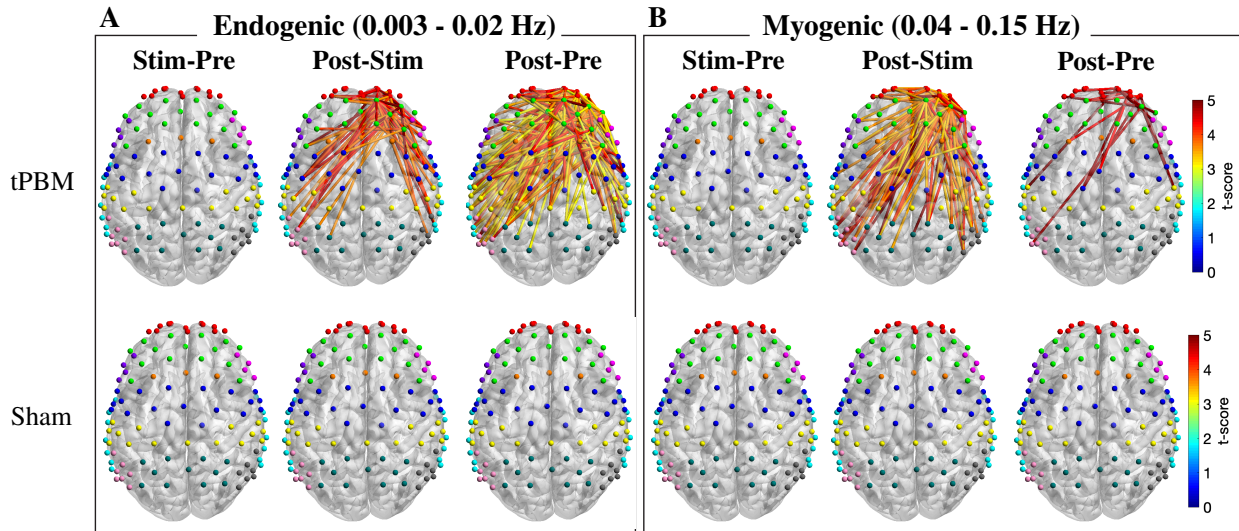 A Endogenic (0.003 - 0.02 Hz)
B Myogenic (0.04 - 0.15 Hz)
Stim-Pre Post-Stim Post-Pre
Stim-Pre Post-Stim Post-Pre
tPBM
5
4
3
2
1
0
t-score
Sham
5
4
3
2
1
0
t-score